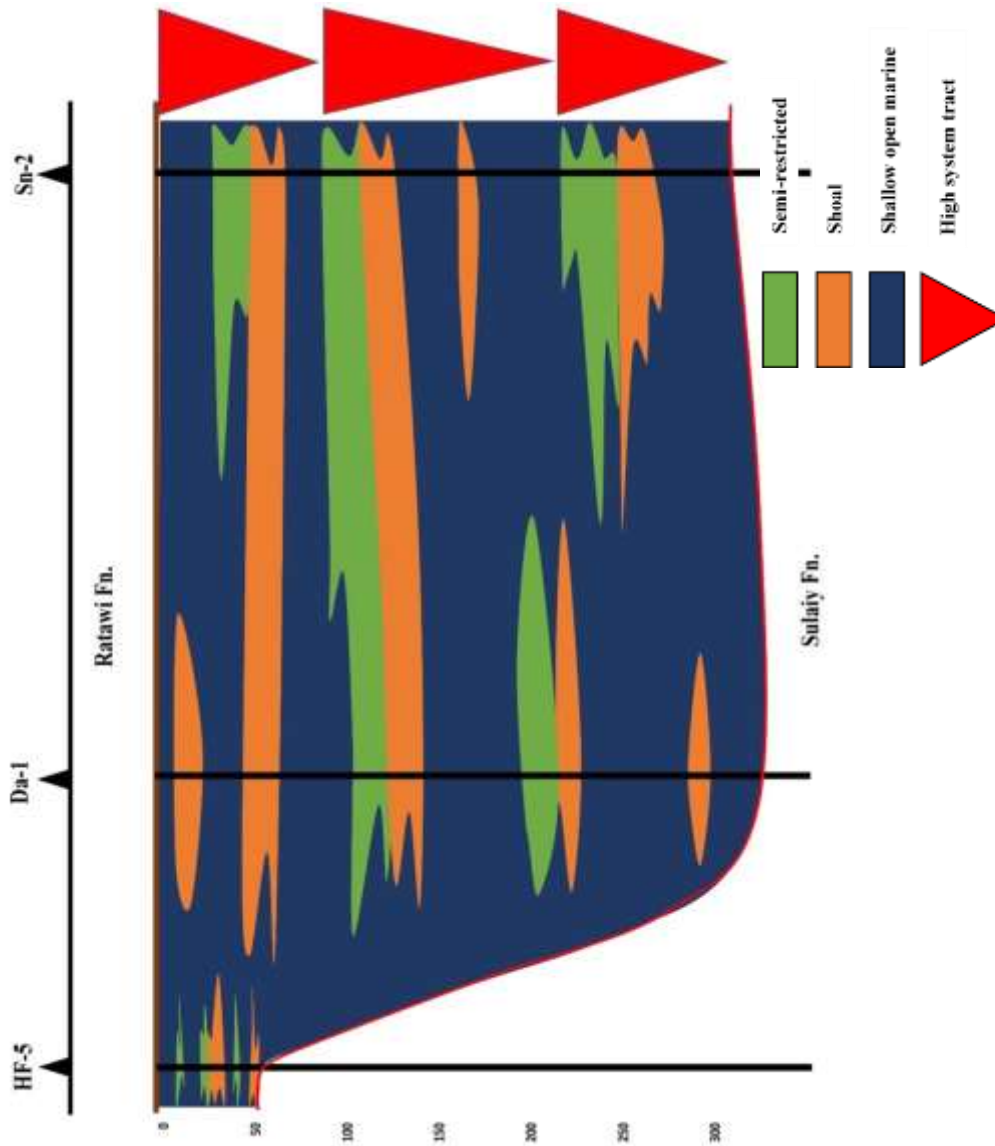 HF-5
Da-1
Sn-2
Ratawi Fn.
0
50
100
150
200
250
300
Sulaiy Fn.
Semi-restricted
Shoal
Shallow open marine
High system tract